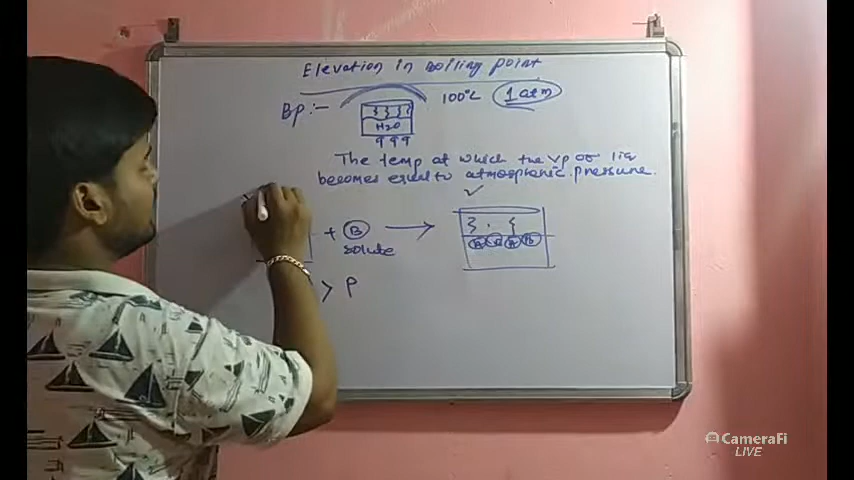 Elevation in boiling point
Bp:-
100°C 1 atm
H2O
The temp at which the vp of liq
becomes equal to atmospheric pressure.
+ B
solute
> P
CameraFi
LIVE